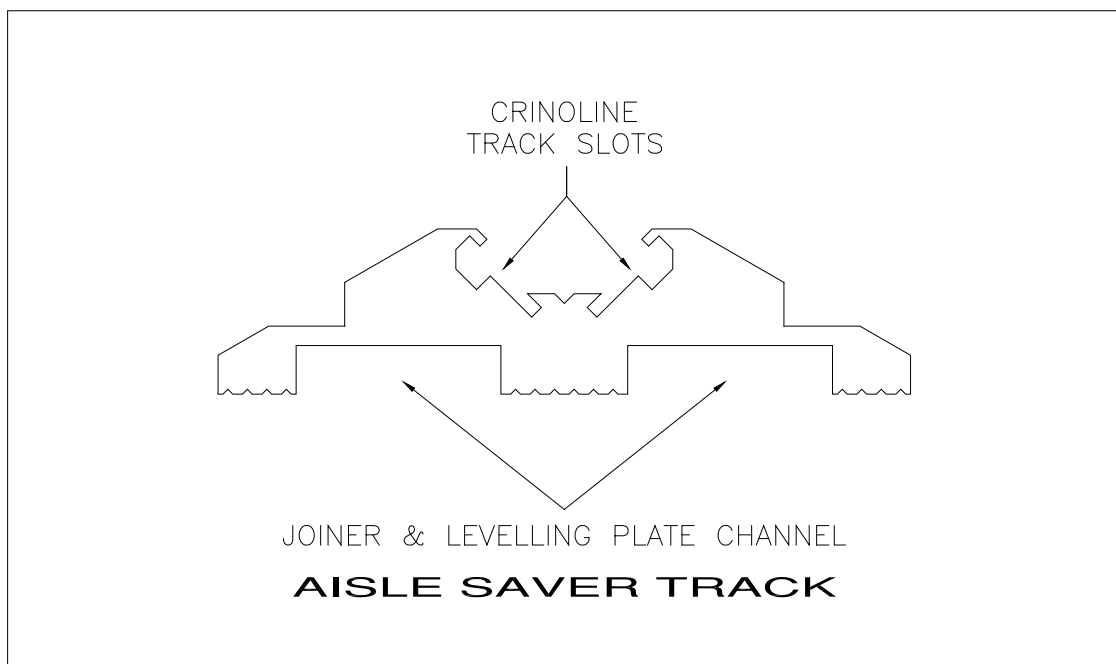 CRINOLINE
TRACK SLOTS
JOINER & LEVELLING PLATE CHANNEL
AISLE SAVER TRACK